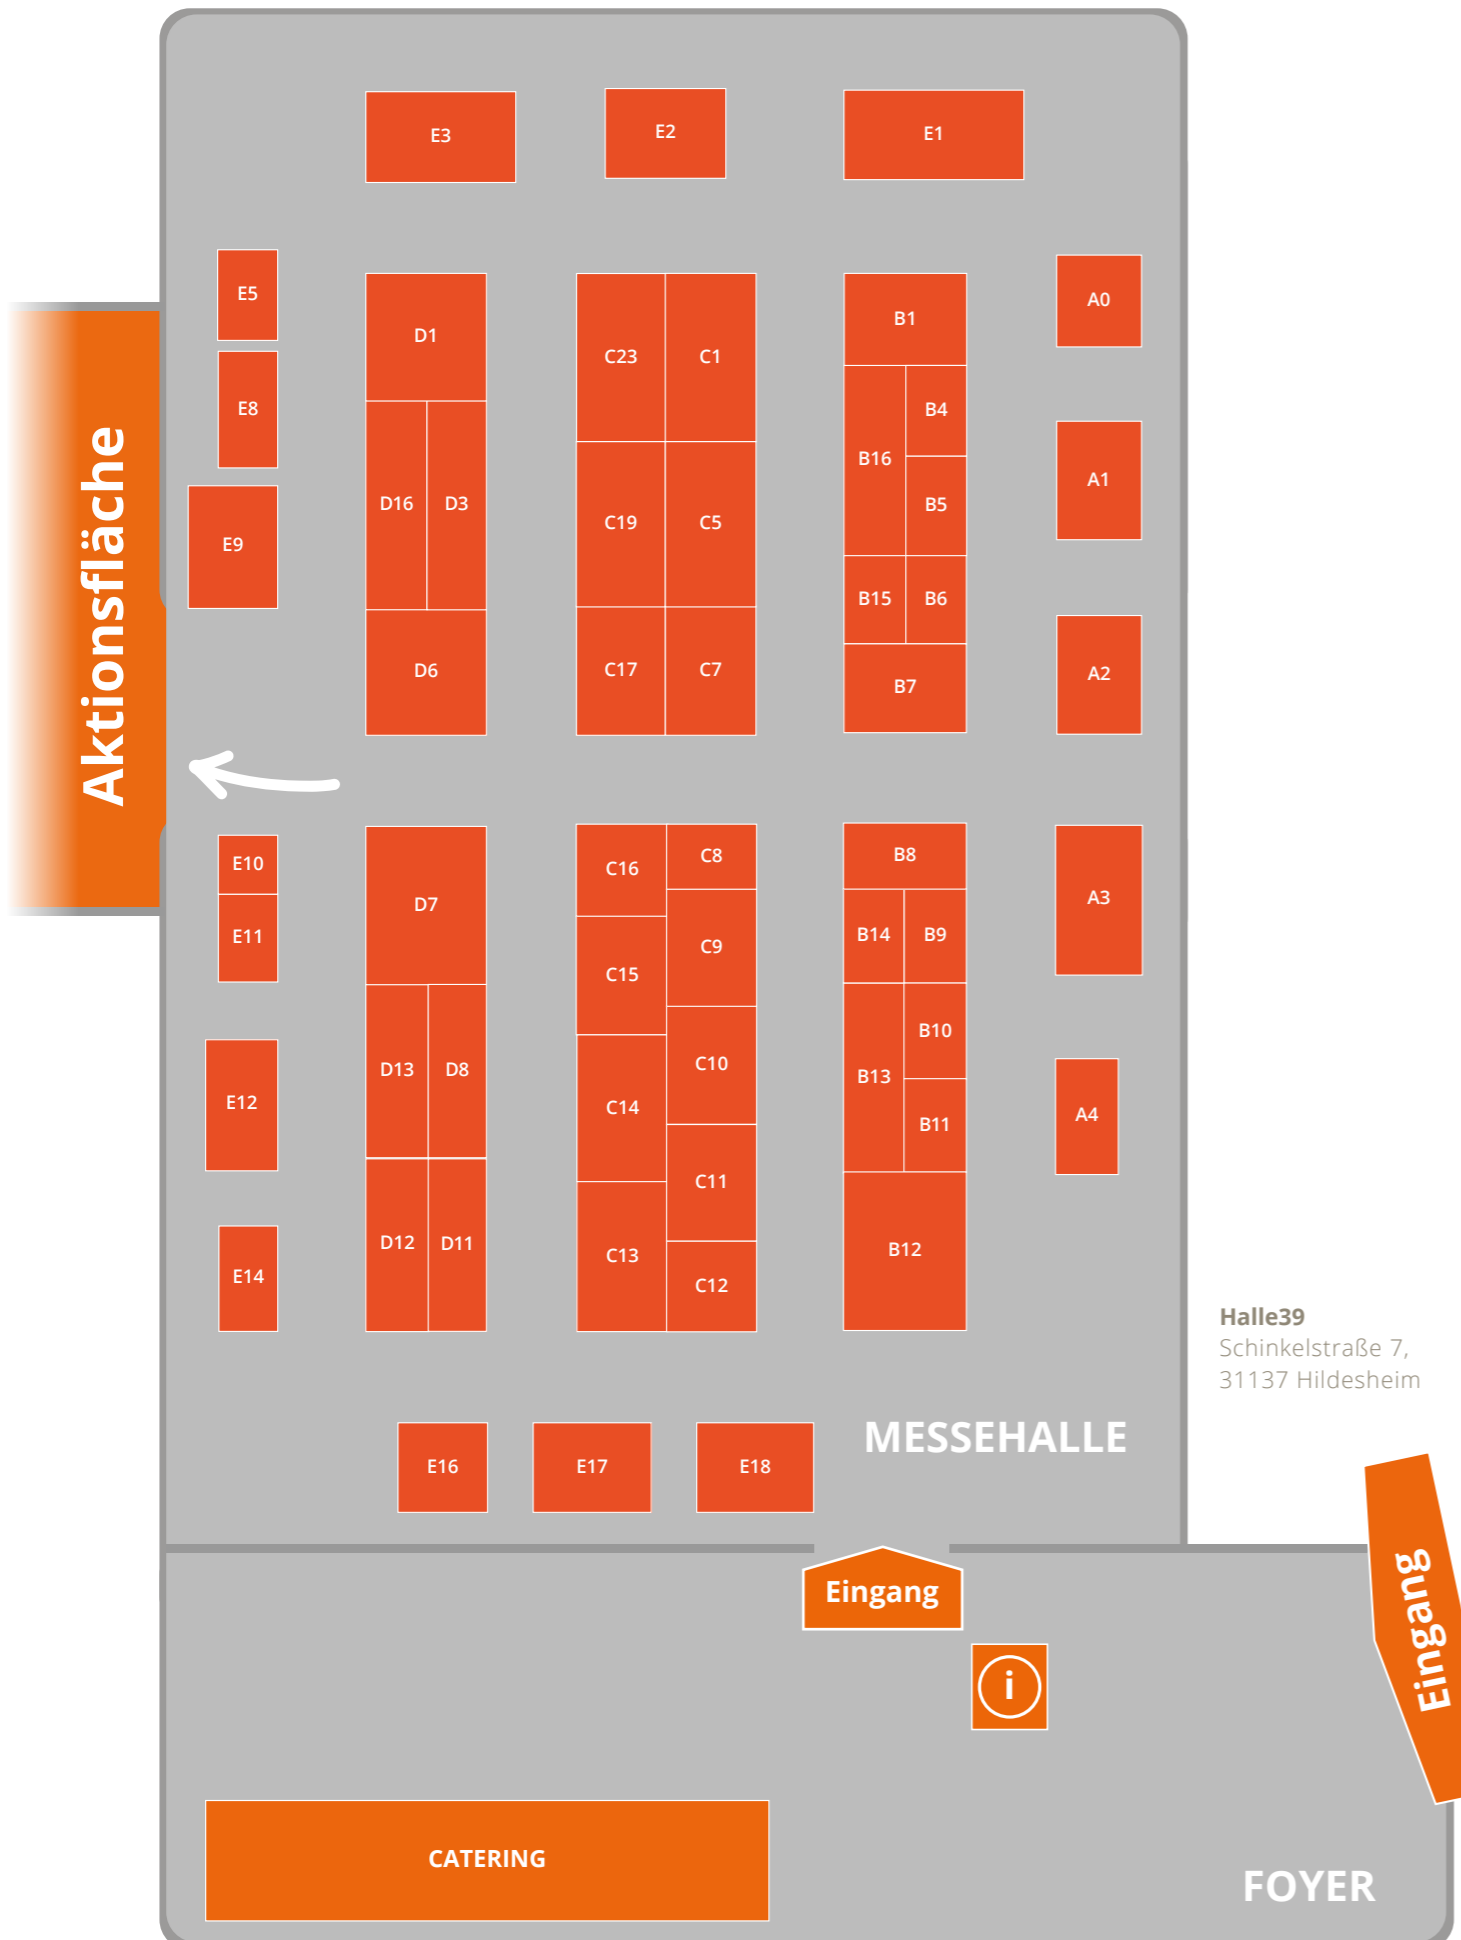 E3
E2
E1
E5
E8
E9
D1
D16
D3
D6
C23
C1
C19
C5
C17
C7
B1
B16
B4
B5
B15
B6
B7
A0
A1
A2
Aktionsfläche
E10
E11
E12
E14
D7
D13
D8
D12
D11
C16
C8
C15
C9
C14
C10
C11
C13
C12
B8
B14
B9
B13
B10
B11
B12
A3
A4
Halle39
Schinkelstraße 7,
31137 Hildesheim
E16
E17
E18
MESSEHALLE
Eingang
Eingang
i
CATERING
FOYER